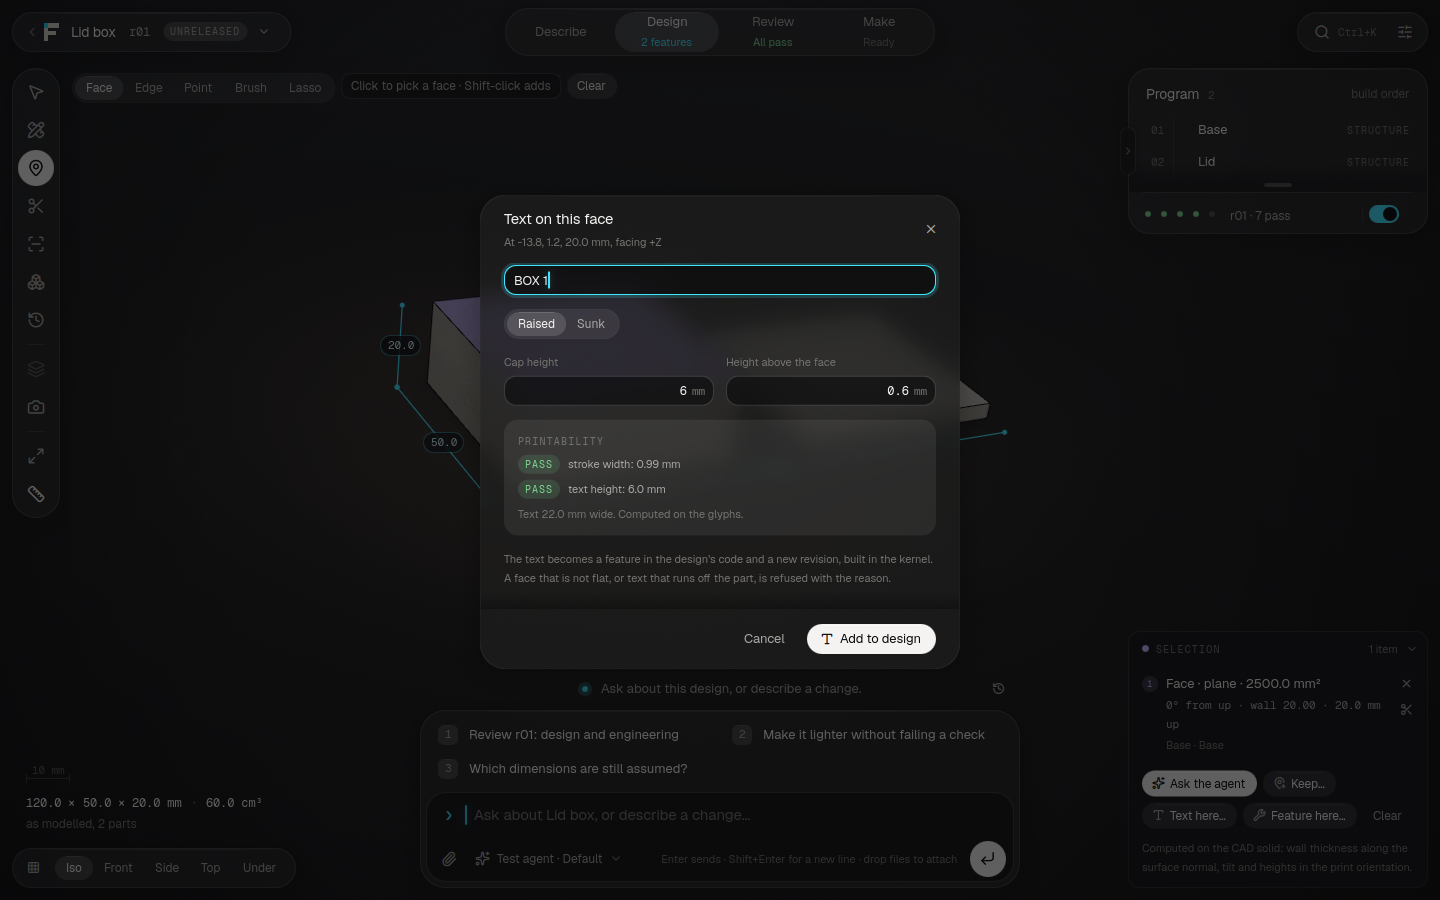 Lid box r01 UNRELEASED
Describe
Design
2 features
Review
All pass
Make
Ready
Ctrl+K
Face Edge Point Brush Lasso Click to pick a face · Shift-click adds Clear
Program 2 build order
01 Base STRUCTURE
02 Lid STRUCTURE
r01 · 7 pass
Text on this face
At -13.8, 1.2, 20.0 mm, facing +Z
BOX 1
Raised Sunk
Cap height Height above the face
6 mm 0.6 mm
PRINTABILITY
PASS stroke width: 0.99 mm
PASS text height: 6.0 mm
Text 22.0 mm wide. Computed on the glyphs.
The text becomes a feature in the design's code and a new revision, built in the kernel.
A face that is not flat, or text that runs off the part, is refused with the reason.
Cancel Add to design
20.0
50.0
Ask about this design, or describe a change.
1 Review r01: design and engineering
2 Make it lighter without failing a check
3 Which dimensions are still assumed?
Ask about Lid box, or describe a change...
Test agent · Default Enter sends · Shift+Enter for a new line · drop files to attach
SELECTION 1 item
1 Face · plane · 2500.0 mm²
0° from up · wall 20.00 · 20.0 mm
up
Base · Base
Ask the agent Keep...
Text here... Feature here... Clear
Computed on the CAD solid: wall thickness along the
surface normal, tilt and heights in the print orientation.
10 mm
120.0 × 50.0 × 20.0 mm · 60.0 cm³
as modelled, 2 parts
Iso Front Side Top Under